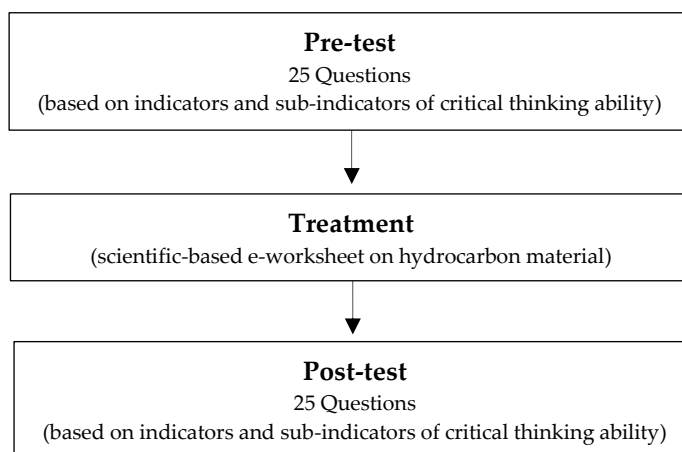 Pre-test
25 Questions
(based on indicators and sub-indicators of critical thinking ability)
Treatment
(scientific-based e-worksheet on hydrocarbon material)
Post-test
25 Questions
(based on indicators and sub-indicators of critical thinking ability)